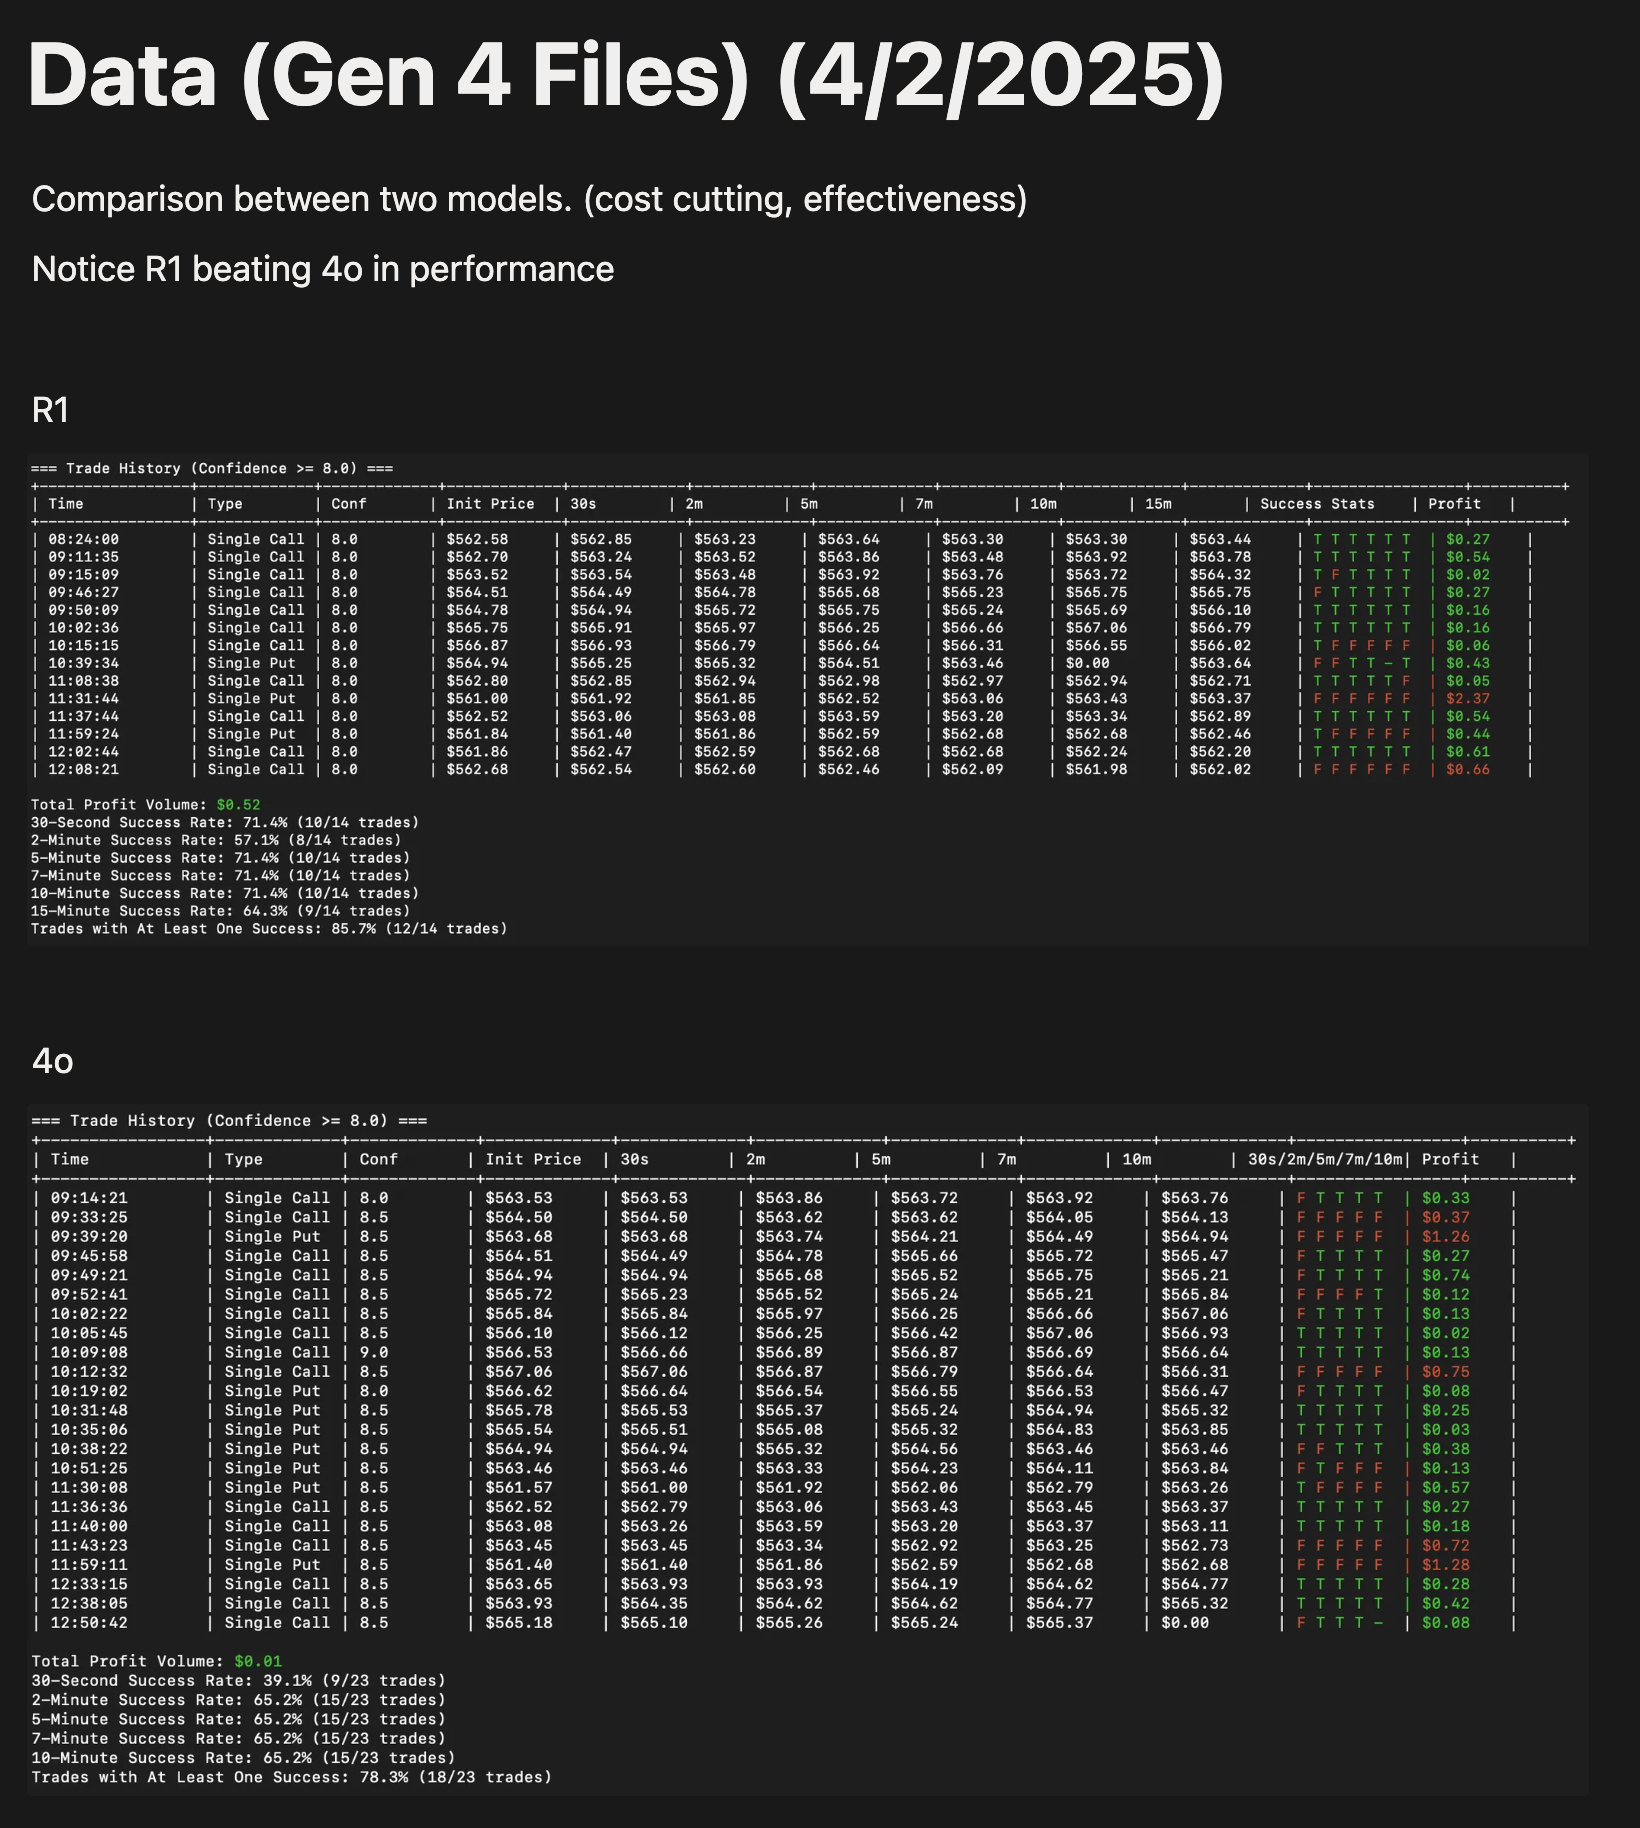 Data (Gen 4 Files) (4/2/2025)
Comparison between two models. (cost cutting, effectiveness)
Notice R1 beating 4o in performance
R1
=== Trade History (Confidence >= 8.0) ===
| Time | Type | Conf | Init Price | 30s | 2m | 5m | 7m | 10m | 15m | Success Stats | Profit |
| 08:24:00 | Single Call | 8.0 | $562.58 | $562.85 | $563.23 | $563.64 | $563.30 | $563.30 | $563.44 | T T T T T T | $0.27 |
| 09:11:35 | Single Call | 8.0 | $562.70 | $563.24 | $563.52 | $563.86 | $563.48 | $563.92 | $563.78 | T T T T T T | $0.54 |
| 09:15:09 | Single Call | 8.0 | $563.52 | $563.54 | $563.48 | $563.92 | $563.76 | $563.72 | $564.32 | T F T T T T | $0.02 |
| 09:46:27 | Single Call | 8.0 | $564.51 | $564.49 | $564.78 | $565.68 | $565.23 | $565.75 | $565.75 | F T T T T T | $0.27 |
| 09:50:09 | Single Call | 8.0 | $564.78 | $564.94 | $565.72 | $565.75 | $565.24 | $565.69 | $566.10 | T T T T T T | $0.16 |
| 10:02:36 | Single Call | 8.0 | $565.75 | $565.91 | $565.97 | $566.25 | $566.66 | $567.06 | $566.79 | T T T T T T | $0.16 |
| 10:15:15 | Single Call | 8.0 | $566.87 | $566.93 | $566.79 | $566.64 | $566.31 | $566.55 | $566.02 | T F F F F F | $0.06 |
| 10:39:34 | Single Put | 8.0 | $564.94 | $565.25 | $565.32 | $564.51 | $563.46 | $0.00 | $563.64 | F F T T – T | $0.43 |
| 11:08:38 | Single Call | 8.0 | $562.80 | $562.85 | $562.94 | $562.98 | $562.97 | $562.94 | $562.71 | T T T T T F | $0.05 |
| 11:31:44 | Single Put | 8.0 | $561.00 | $561.92 | $561.85 | $562.52 | $563.06 | $563.43 | $563.37 | F F F F F F | $2.37 |
| 11:37:44 | Single Call | 8.0 | $562.52 | $563.06 | $563.08 | $563.59 | $563.20 | $563.34 | $562.89 | T T T T T T | $0.54 |
| 11:59:24 | Single Put | 8.0 | $561.84 | $561.40 | $561.86 | $562.59 | $562.68 | $562.68 | $562.46 | T F F F F F | $0.44 |
| 12:02:44 | Single Call | 8.0 | $561.86 | $562.47 | $562.59 | $562.68 | $562.68 | $562.24 | $562.20 | T T T T T T | $0.61 |
| 12:08:21 | Single Call | 8.0 | $562.68 | $562.54 | $562.60 | $562.46 | $562.09 | $561.98 | $562.02 | F F F F F F | $0.66 |
Total Profit Volume: $0.52
30-Second Success Rate: 71.4% (10/14 trades)
2-Minute Success Rate: 57.1% (8/14 trades)
5-Minute Success Rate: 71.4% (10/14 trades)
7-Minute Success Rate: 71.4% (10/14 trades)
10-Minute Success Rate: 71.4% (10/14 trades)
15-Minute Success Rate: 64.3% (9/14 trades)
Trades with At Least One Success: 85.7% (12/14 trades)
4o
=== Trade History (Confidence >= 8.0) ===
| Time | Type | Conf | Init Price | 30s | 2m | 5m | 7m | 10m | 30s/2m/5m/7m/10m| Profit |
| 09:14:21 | Single Call | 8.0 | $563.53 | $563.53 | $563.86 | $563.72 | $563.92 | $563.76 | F T T T T | $0.33 |
| 09:33:25 | Single Call | 8.5 | $564.50 | $564.50 | $563.62 | $563.62 | $564.05 | $564.13 | F F F F F | $0.37 |
| 09:39:20 | Single Put | 8.5 | $563.68 | $563.68 | $563.74 | $564.21 | $564.49 | $564.94 | F F F F F | $1.26 |
| 09:45:58 | Single Call | 8.5 | $564.51 | $564.49 | $564.78 | $565.66 | $565.72 | $565.47 | F T T T T | $0.27 |
| 09:49:21 | Single Call | 8.5 | $564.94 | $564.94 | $565.68 | $565.52 | $565.75 | $565.21 | F T T T T | $0.74 |
| 09:52:41 | Single Call | 8.5 | $565.72 | $565.23 | $565.52 | $565.24 | $565.21 | $565.84 | F F F F T | $0.12 |
| 10:02:22 | Single Call | 8.5 | $565.84 | $565.84 | $565.97 | $566.25 | $566.66 | $567.06 | F T T T T | $0.13 |
| 10:05:45 | Single Call | 8.5 | $566.10 | $566.12 | $566.25 | $566.42 | $567.06 | $566.93 | T T T T T | $0.02 |
| 10:09:08 | Single Call | 9.0 | $566.53 | $566.66 | $566.89 | $566.87 | $566.69 | $566.64 | T T T T T | $0.13 |
| 10:12:32 | Single Call | 8.5 | $567.06 | $567.06 | $566.87 | $566.79 | $566.64 | $566.31 | F F F F F | $0.75 |
| 10:19:02 | Single Put | 8.0 | $566.62 | $566.64 | $566.54 | $566.55 | $566.53 | $566.47 | F T T T T | $0.08 |
| 10:31:48 | Single Put | 8.5 | $565.78 | $565.53 | $565.37 | $565.24 | $564.94 | $565.32 | T T T T T | $0.25 |
| 10:35:06 | Single Put | 8.5 | $565.54 | $565.51 | $565.08 | $565.32 | $564.83 | $563.85 | T T T T T | $0.03 |
| 10:38:22 | Single Put | 8.5 | $564.94 | $564.94 | $565.32 | $564.56 | $563.46 | $563.46 | F F T T T | $0.38 |
| 10:51:25 | Single Put | 8.5 | $563.46 | $563.46 | $563.33 | $564.23 | $564.11 | $563.84 | F T F F F | $0.13 |
| 11:30:08 | Single Put | 8.5 | $561.57 | $561.00 | $561.92 | $562.06 | $562.79 | $563.26 | T F F F F | $0.57 |
| 11:36:36 | Single Call | 8.5 | $562.52 | $562.79 | $563.06 | $563.43 | $563.45 | $563.37 | T T T T T | $0.27 |
| 11:40:00 | Single Call | 8.5 | $563.08 | $563.26 | $563.59 | $563.20 | $563.37 | $563.11 | T T T T T | $0.18 |
| 11:43:23 | Single Call | 8.5 | $563.45 | $563.45 | $563.34 | $562.92 | $563.25 | $562.73 | F F F F F | $0.72 |
| 11:59:11 | Single Put | 8.5 | $561.40 | $561.40 | $561.86 | $562.59 | $562.68 | $562.68 | F F F F F | $1.28 |
| 12:33:15 | Single Call | 8.5 | $563.65 | $563.93 | $563.93 | $564.19 | $564.62 | $564.77 | T T T T T | $0.28 |
| 12:38:05 | Single Call | 8.5 | $563.93 | $564.35 | $564.62 | $564.62 | $564.77 | $565.32 | T T T T T | $0.42 |
| 12:50:42 | Single Call | 8.5 | $565.18 | $565.10 | $565.26 | $565.24 | $565.37 | $0.00 | F T T T – | $0.08 |
Total Profit Volume: $0.01
30-Second Success Rate: 39.1% (9/23 trades)
2-Minute Success Rate: 65.2% (15/23 trades)
5-Minute Success Rate: 65.2% (15/23 trades)
7-Minute Success Rate: 65.2% (15/23 trades)
10-Minute Success Rate: 65.2% (15/23 trades)
Trades with At Least One Success: 78.3% (18/23 trades)